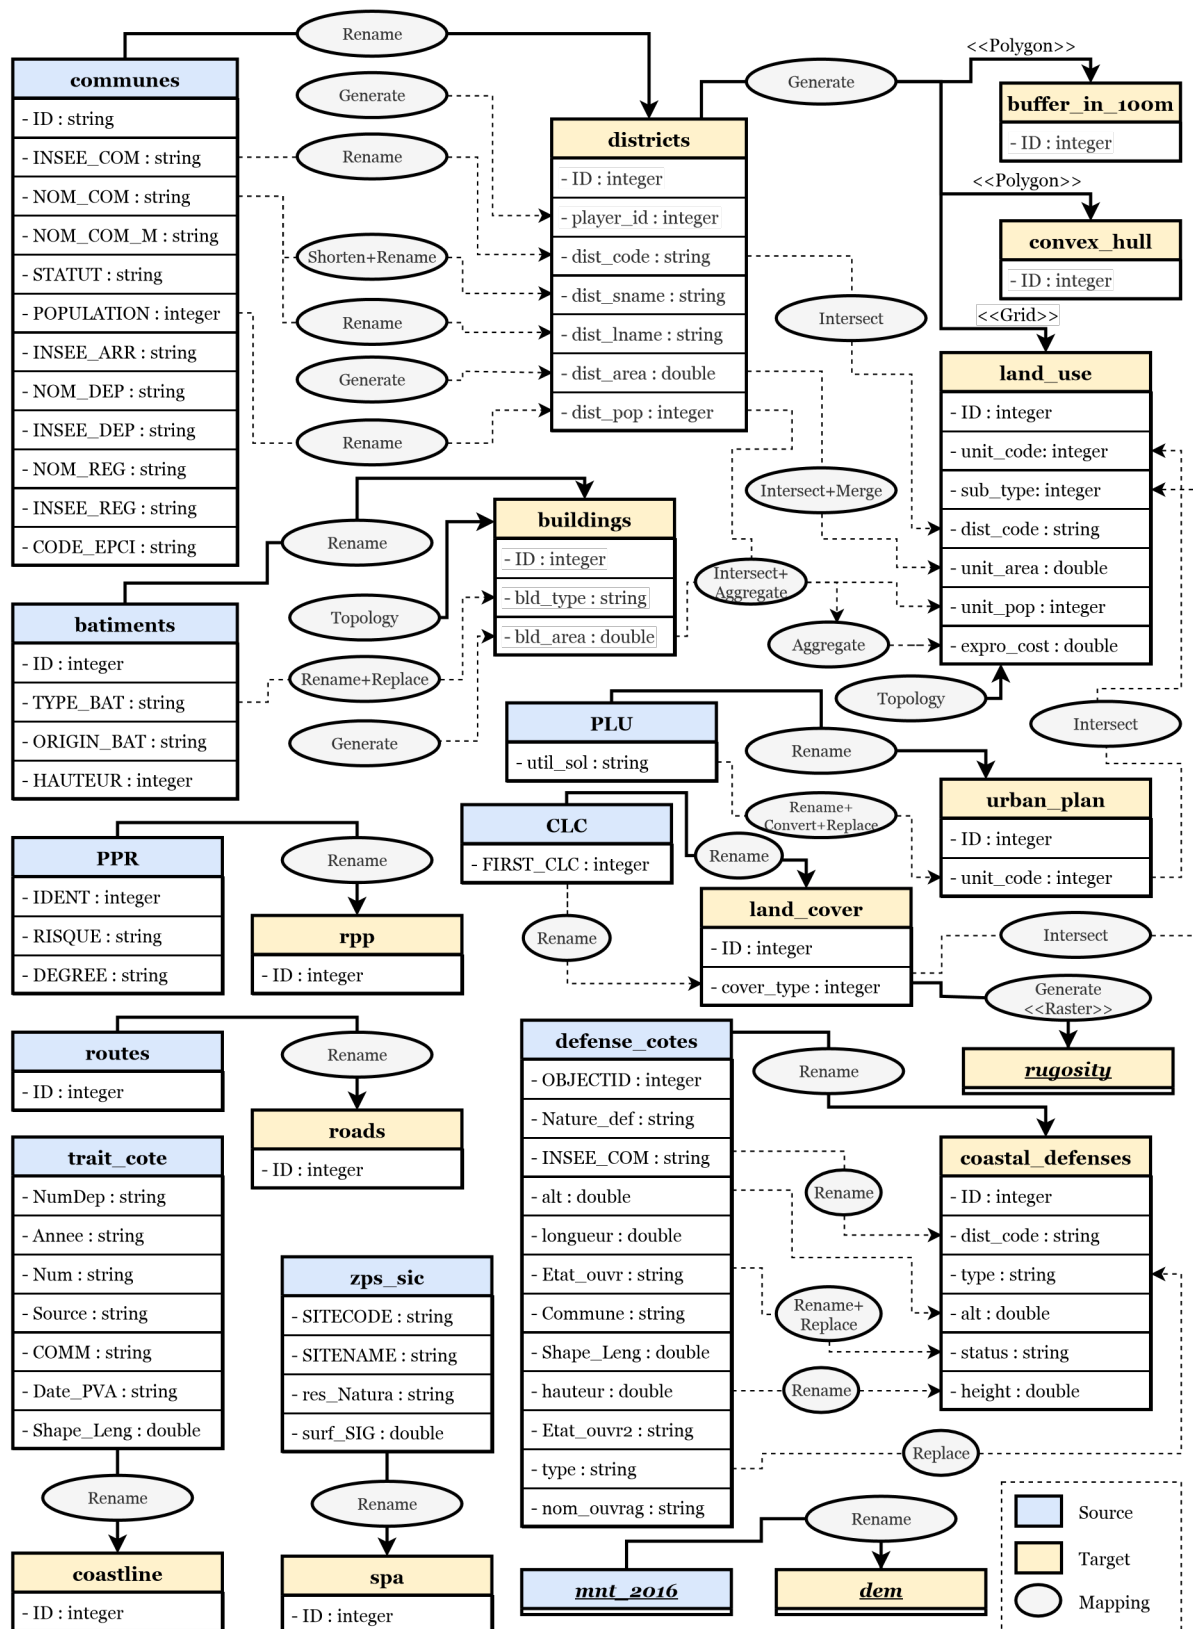 Rename
<<Polygon>>
communes
Generate
Generate
buffer_in_100m
- ID : string
districts
- ID : integer
- INSEE_COM : string
Rename
- ID : integer
<<Polygon>>
- NOM_COM : string
- player_id : integer
convex_hull
- NOM_COM_M : string
Shorten+Rename
- dist_code : string
- ID : integer
- STATUT : string
- dist_sname : string
Intersect
<<Grid>>
- POPULATION : integer
Rename
- dist_lname : string
- INSEE_ARR : string
Generate
- dist_area : double
land_use
- NOM_DEP : string
- dist_pop : integer
- ID : integer
- INSEE_DEP : string
Rename
- unit_code: integer
- NOM_REG : string
Intersect+Merge
- sub_type: integer
- INSEE_REG : string
buildings
- dist_code : string
- CODE_EPCI : string
Rename
- ID : integer
- unit_area : double
Intersect+
Aggregate
batiments
Topology
- bld_type : string
- unit_pop : integer
- ID : integer
- bld_area : double
Aggregate
- expro_cost : double
- TYPE_BAT : string
Rename+Replace
Topology
- ORIGIN_BAT : string
Generate
PLU
Rename
Intersect
- HAUTEUR : integer
- util_sol : string
urban_plan
CLC
Rename+
Convert+Replace
- ID : integer
PPR
Rename
- FIRST_CLC : integer
Rename
- unit_code : integer
- IDENT : integer
land_cover
- RISQUE : string
rpp
Rename
- ID : integer
Intersect
- DEGREE : string
- ID : integer
- cover_type : integer
Generate
<<Raster>>
routes
Rename
defense_cotes
Rename
rugosity
- ID : integer
- OBJECTID : integer
roads
- Nature_def : string
trait_cote
- ID : integer
- INSEE_COM : string
coastal_defenses
- NumDep : string
- alt : double
Rename
- ID : integer
- Annee : string
- longueur : double
- dist_code : string
- Num : string
zps_sic
- Etat_ouvr : string
- type : string
- Source : string
- SITECODE : string
- Commune : string
Rename+
Replace
- alt : double
- COMM : string
- SITENAME : string
- Shape_Leng : double
- status : string
- Date_PVA : string
- res_Natura : string
- hauteur : double
Rename
- height : double
- Shape_Leng : double
- surf_SIG : double
- Etat_ouvr2 : string
- type : string
Replace
Rename
Rename
- nom_ouvrag : string
Rename
Source
coastline
spa
mnt_2016
dem
Target
- ID : integer
- ID : integer
Mapping